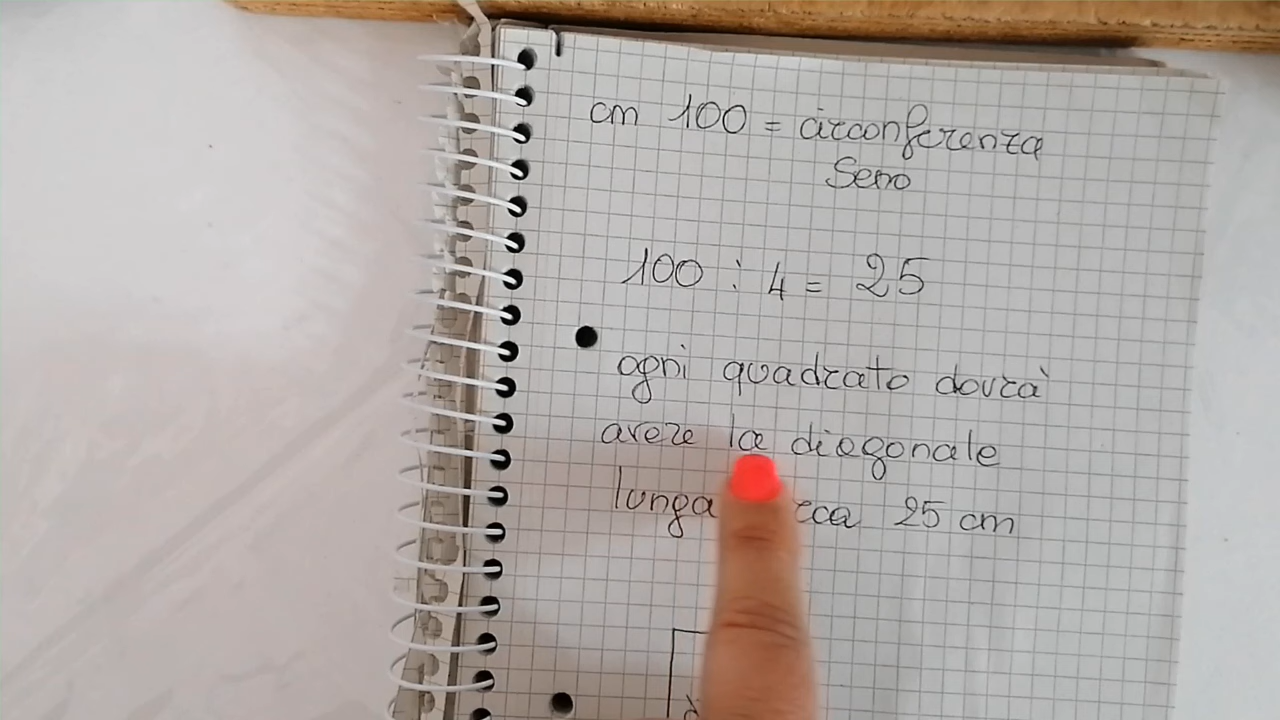 cm 100 = circonferenza
Seno
100 : 4 = 25
ogni quadrato dovrà
avere la diagonale
lunga 25 cm